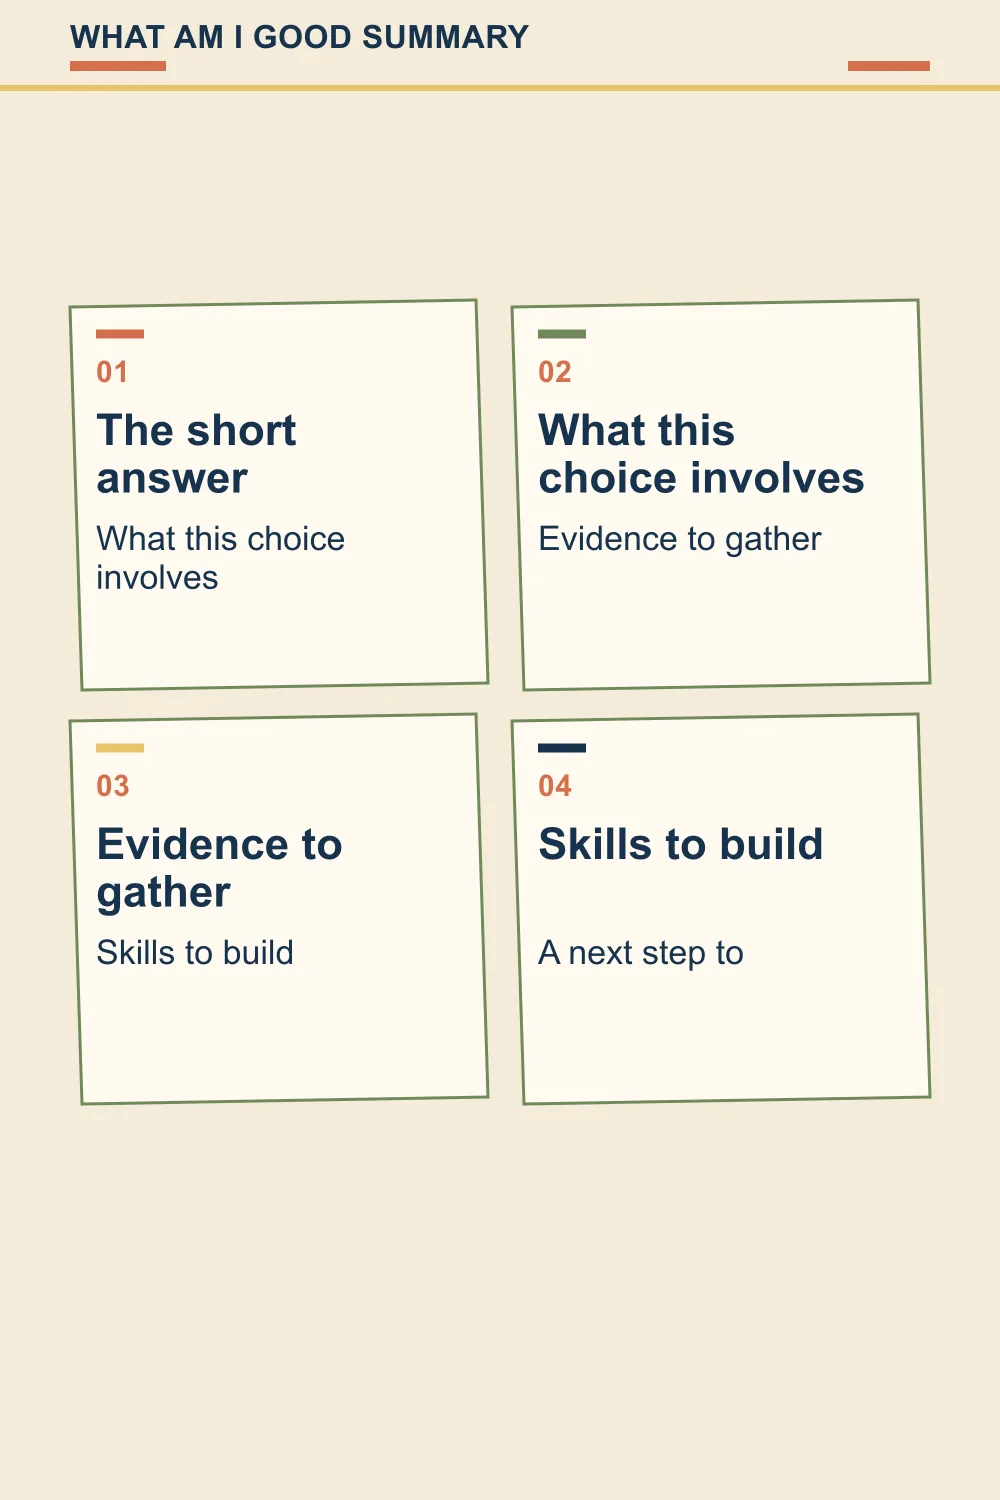 WHAT AM I GOOD SUMMARY
01
The short
answer
What this choice
involves
02
What this
choice involves
Evidence to gather
03
Evidence to
gather
Skills to build
04
Skills to build
A next step to